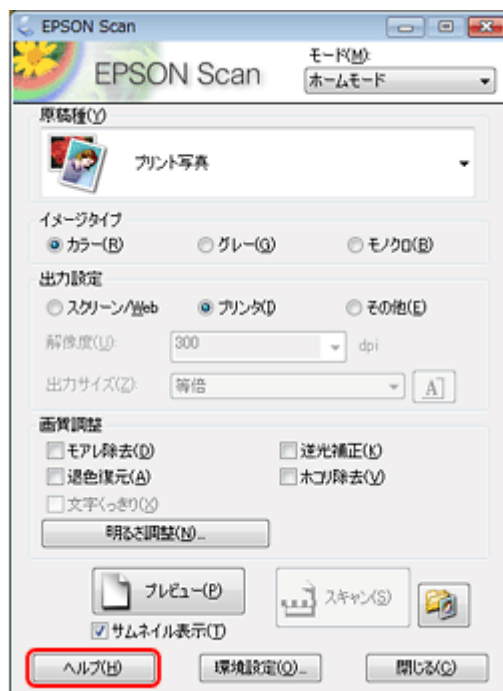 EPSON Scan
EPSON Scan
モード(M):
ホームモード
原稿種(Y)
プリント写真
イメージタイプ
カラー(R) グレー(G) モノクロ(B)
出力設定
スクリーン/Web プリンタ(I) その他(E)
解像度(U): 300 dpi
出力サイズ(Z): 等倍 A
画質調整
モアレ除去(D) 逆光補正(K)
退色復元(A) ホコリ除去(V)
文字くっきり(X)
明るさ調整(N)...
プレビュー(P) スキャン(S)
サムネイル表示(T)
ヘルプ(H) 環境設定(O)... 閉じる(C)